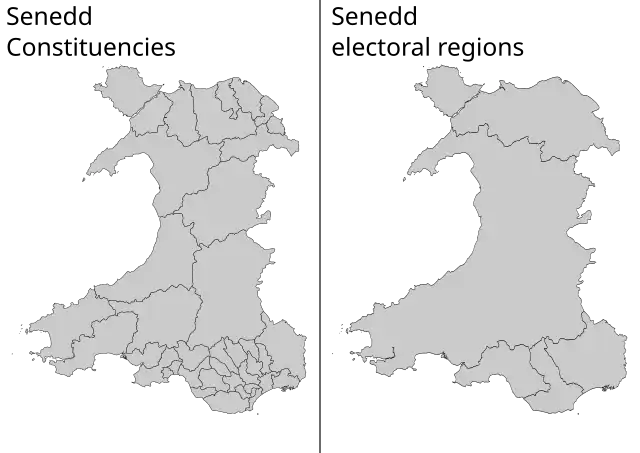 Senedd
Constituencies
Senedd
electoral regions